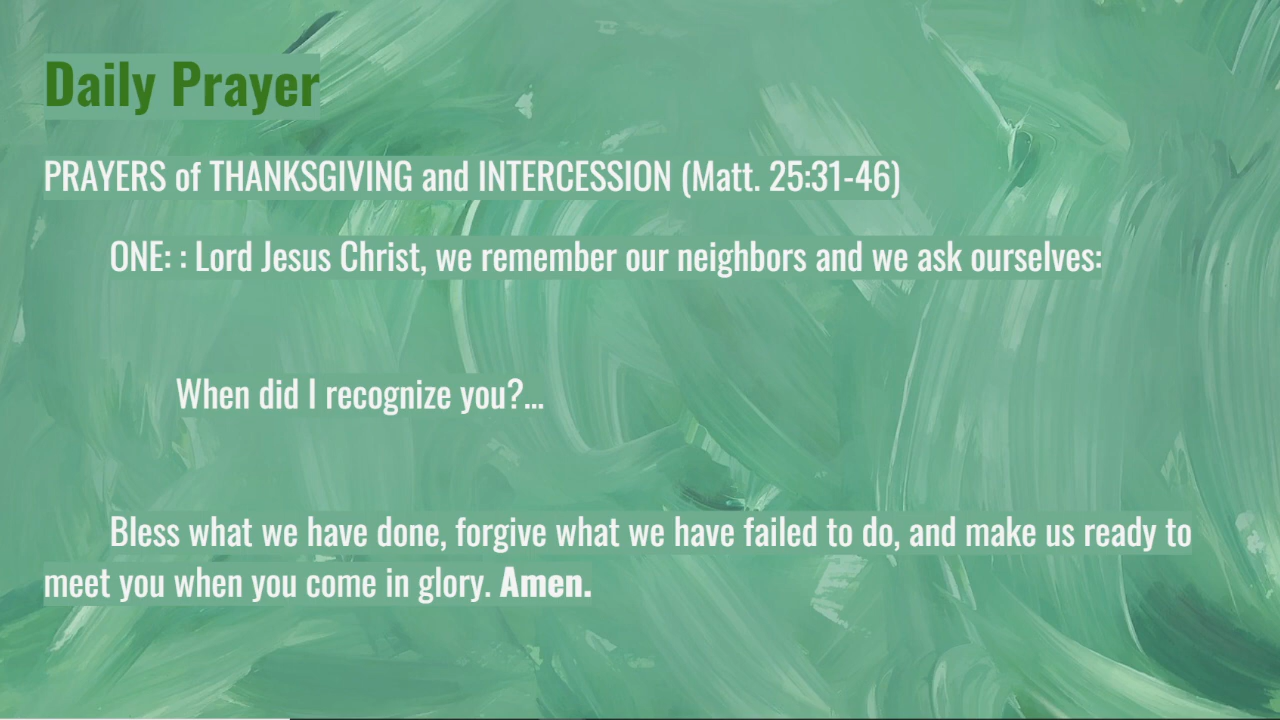 Daily Prayer
PRAYERS of THANKSGIVING and INTERCESSION (Matt. 25:31-46)
ONE: : Lord Jesus Christ, we remember our neighbors and we ask ourselves:
When did I recognize you?...
Bless what we have done, forgive what we have failed to do, and make us ready to
meet you when you come in glory. Amen.